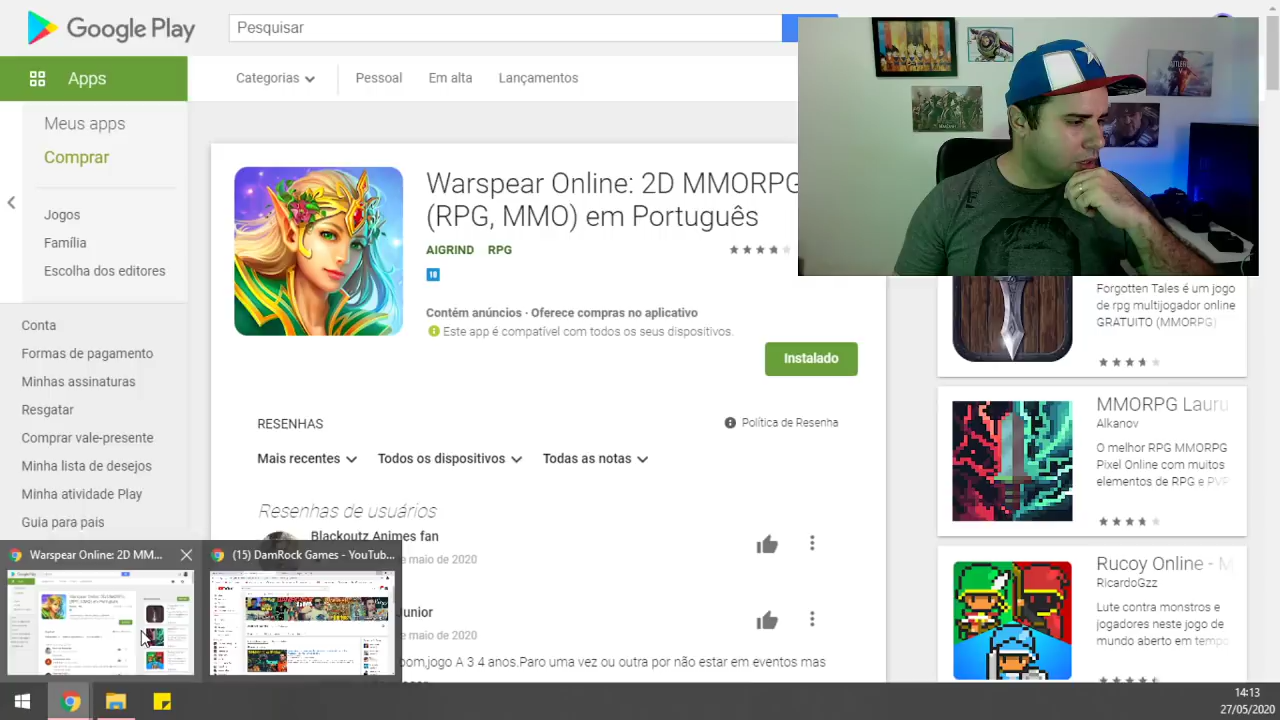 Google Play
Pesquisar
Apps
Categorias
Pessoal
Em alta
Lançamentos
Meus apps
Comprar
Jogos
Família
Escolha dos editores
Conta
Formas de pagamento
Minhas assinaturas
Resgatar
Comprar vale-presente
Minha lista de desejos
Minha atividade Play
Guia para pais
Warspear Online: 2D MMORPG
(RPG, MMO) em Português
AIGRIND RPG
Contém anúncios · Oferece compras no aplicativo
Este app é compatível com todos os seus dispositivos.
Instalado
RESENHAS
Política de Resenha
Mais recentes
Todos os dispositivos
Todas as notas
Resenhas de usuários
Blackoutz Animes fan
de maio de 2020
Junior
de maio de 2020
bom,jogo A 3 4 anos.Paro uma vez ou outra por não estar em eventos mas
Forgotten Tales é um jogo
de rpg multijogador online
GRATUITO (MMORPG)
MMORPG Lauru
Alkanov
O melhor RPG MMORPG
Pixel Online com muitos
elementos de RPG e PVP
Rucoy Online - M
RicardoGzz
Lute contra monstros e
jogadores neste jogo de
mundo aberto em tempo
Warspear Online: 2D MM...
(15) DamRock Games - YouTub...
14:13
27/05/2020